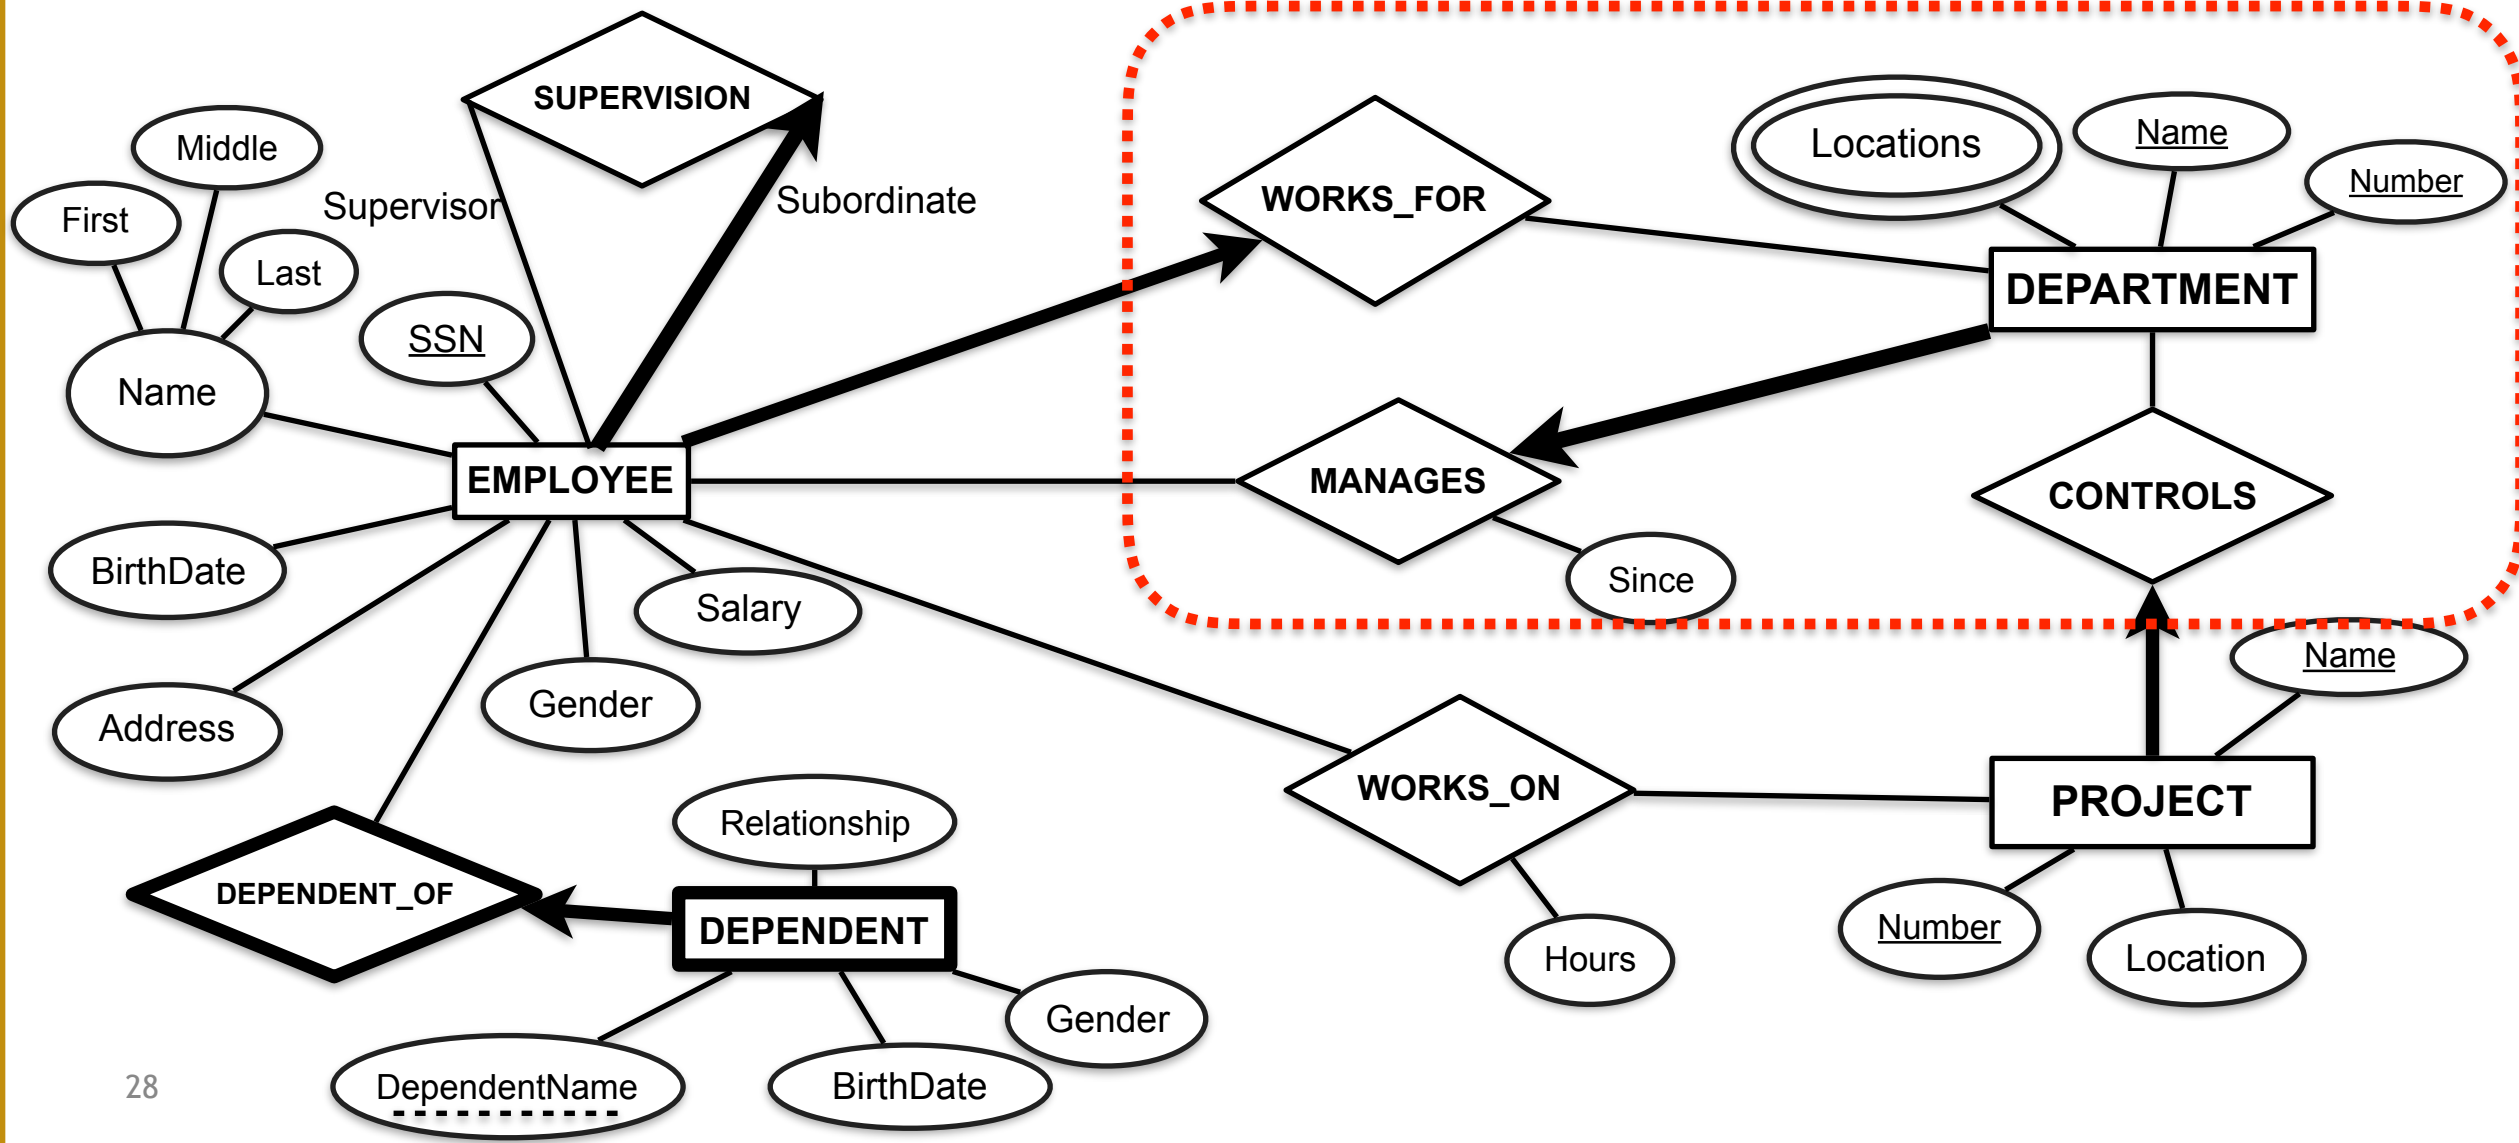 SUPERVISION
Middle
First
Last
Name
Supervisor
Subordinate
SSN
EMPLOYEE
BirthDate
Address
Gender
Salary
WORKS_FOR
Locations
Name
Number
DEPARTMENT
MANAGES
Since
CONTROLS
Name
PROJECT
Number
Location
WORKS_ON
Hours
DEPENDENT_OF
Relationship
DEPENDENT
DependentName
BirthDate
Gender
28